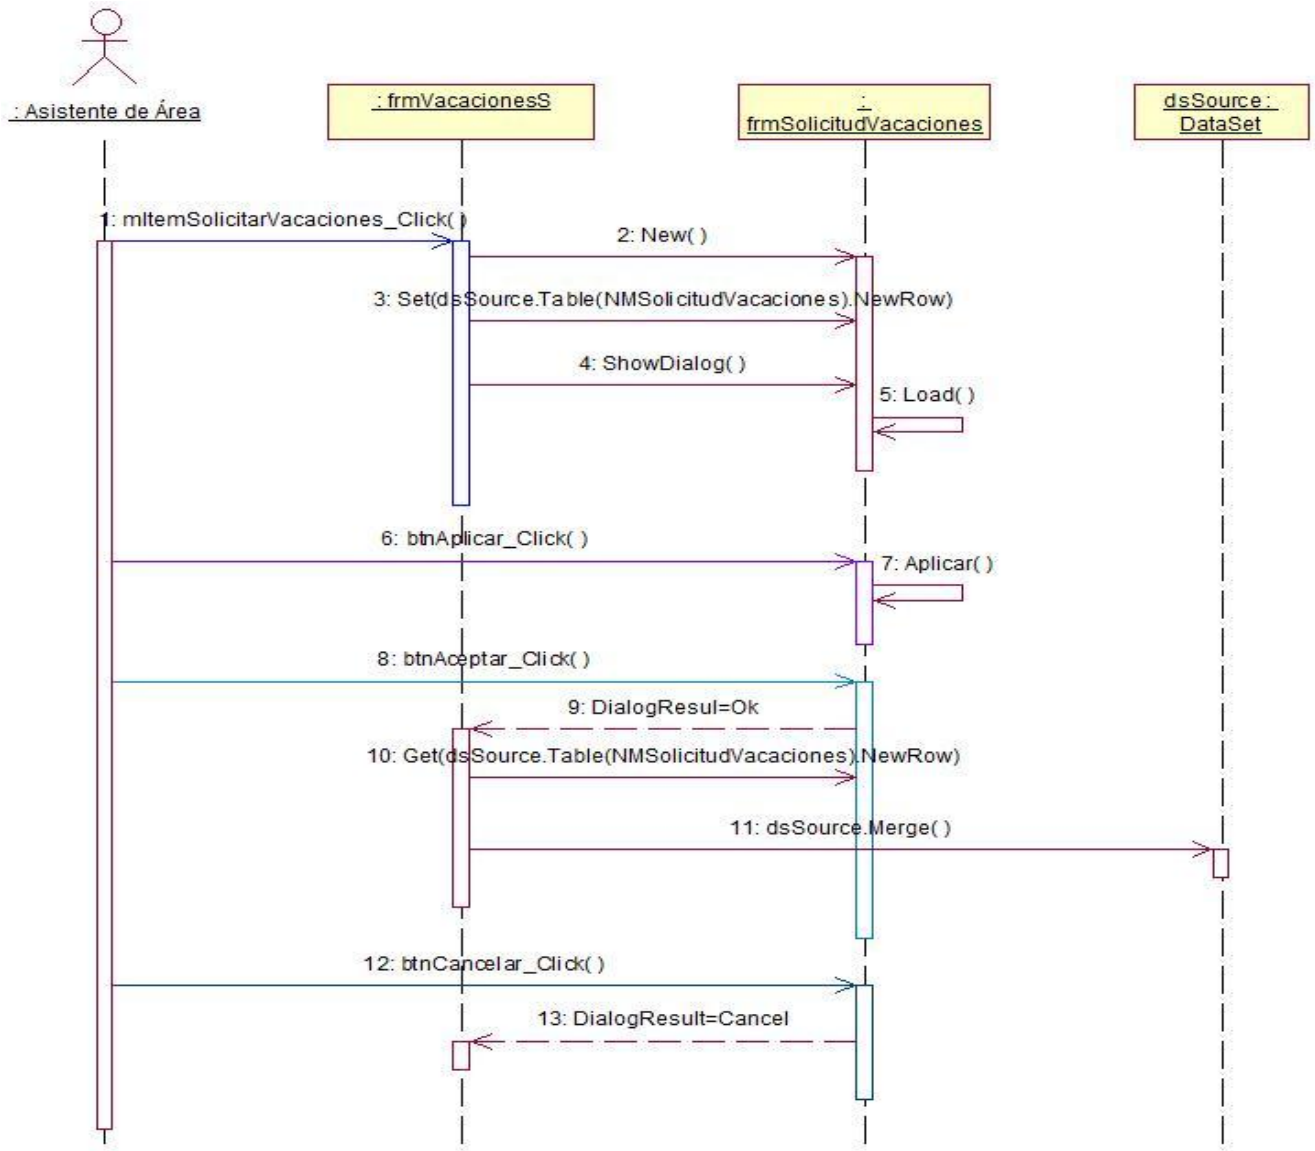 : Asistente de Área
: frmVacacionesS
:
frmSolicitudVacaciones
dsSource :
DataSet
1: mItemSolicitarVacaciones_Click( )
2: New( )
3: Set(dsSource.Table(NMSolicitudVacaciones).NewRow)
4: ShowDialog( )
5: Load( )
6: btnAplicar_Click( )
7: Aplicar( )
8: btnAceptar_Click( )
9: DialogResul=Ok
10: Get(dsSource.Table(NMSolicitudVacaciones).NewRow)
11: dsSource.Merge( )
12: btnCancelar_Click( )
13: DialogResult=Cancel